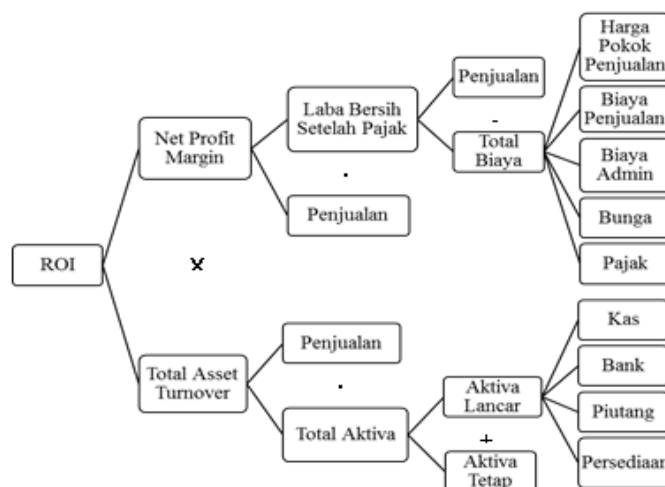 Harga
Pokok
Penjualan
Penjualan
-
Biaya
Penjualan
Laba Bersih
Setelah Pajak
Net Profit
Margin
Total
Biaya
Biaya
Admin
.
Penjualan
Bunga
ROI
x
Pajak
Kas
Penjualan
Total Asset
Turnover
.
Bank
Aktiva
Lancar
Piutang
Total Aktiva
+
Aktiva
Tetap
Persediaan